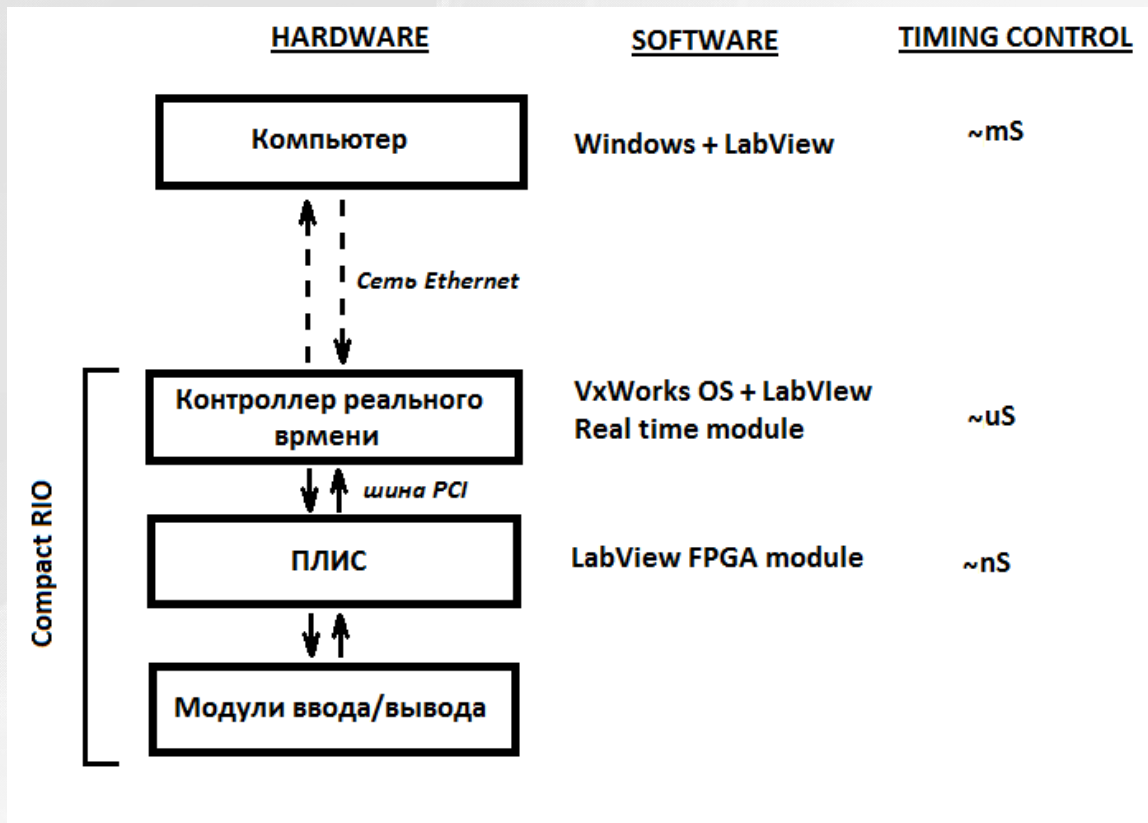 HARDWARE
SOFTWARE
TIMING CONTROL
Компьютер
Windows + LabView
~mS
Сеть Ethernet
Контроллер реального
врмени
VxWorks OS + LabVIew
Real time module
~uS
шина PCI
Compact RIO
ПЛИС
LabView FPGA module
~nS
Модули ввода/вывода